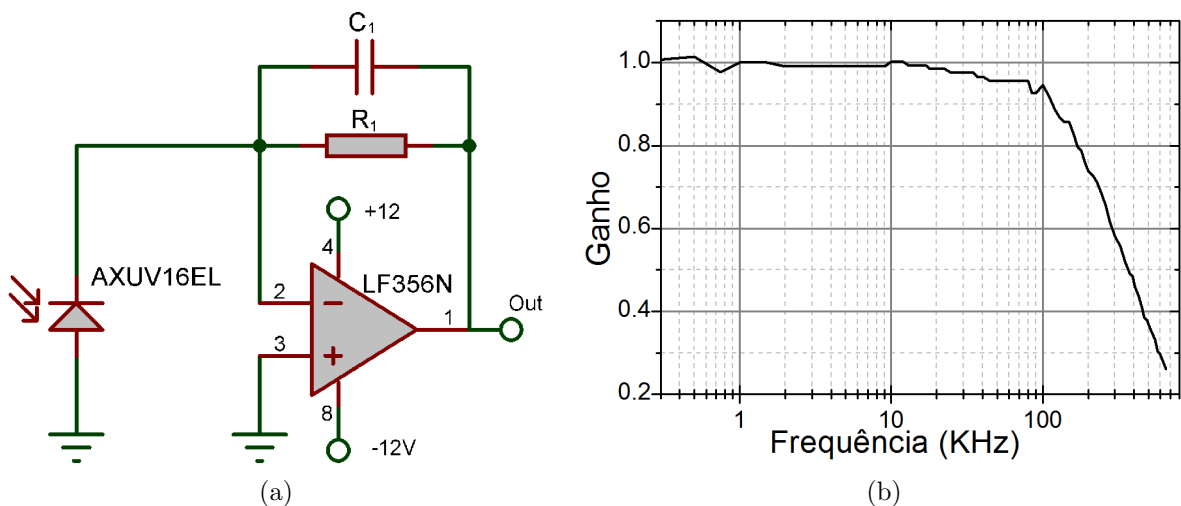 C₁
R₁
+12
4
AXUV16EL
LF356N
2
1
Out
3
8
-12V
(a)
Ganho
1.0
0.8
0.6
0.4
0.2
1
10
100
Frequência (KHz)
(b)